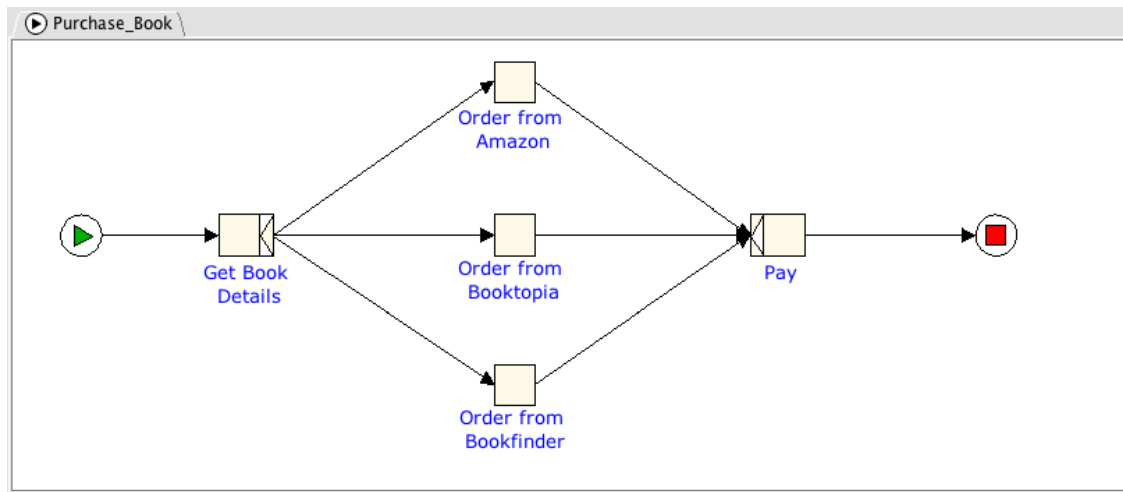 Purchase_Book
Order from
Amazon
Get Book
Details
Order from
Booktopia
Pay
Order from
Bookfinder